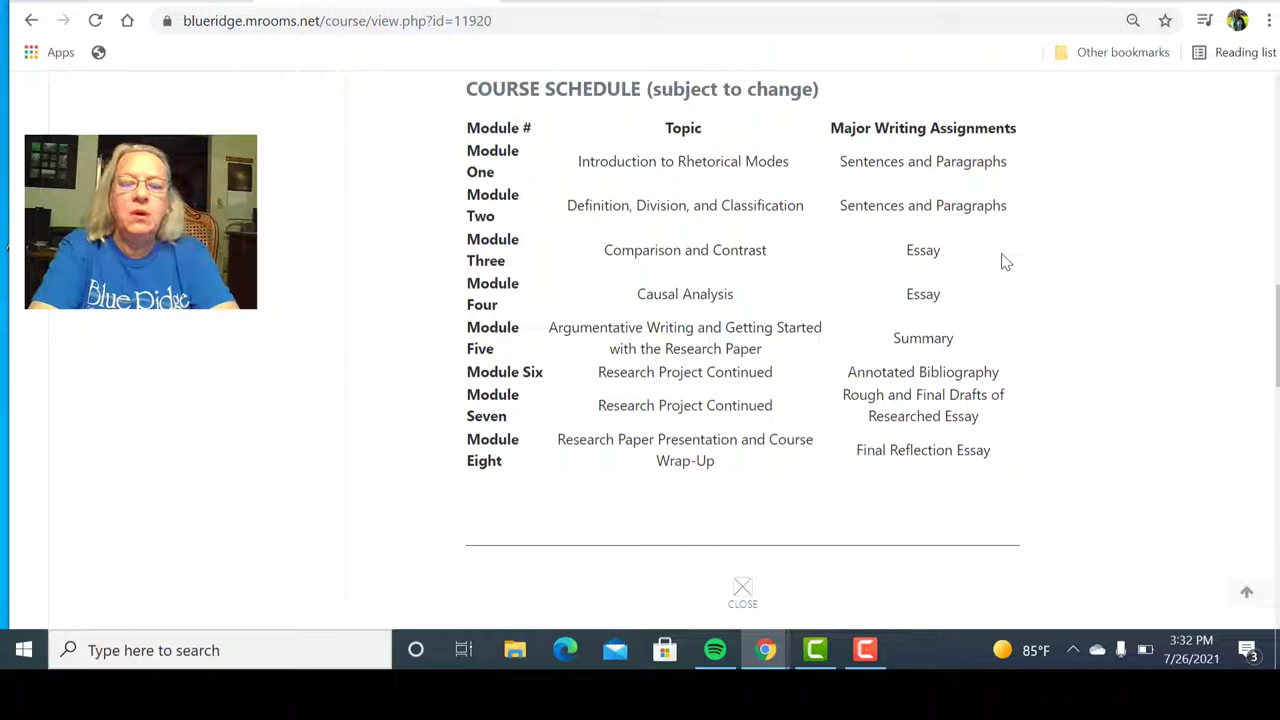 blueridge.mrooms.net/course/view.php?id=11920
Apps
Other bookmarks
Reading list
COURSE SCHEDULE (subject to change)
Module # Topic Major Writing Assignments
Module One Introduction to Rhetorical Modes Sentences and Paragraphs
Module Two Definition, Division, and Classification Sentences and Paragraphs
Module Three Comparison and Contrast Essay
Module Four Causal Analysis Essay
Module Five Argumentative Writing and Getting Started with the Research Paper Summary
Module Six Research Project Continued Annotated Bibliography
Module Seven Research Project Continued Rough and Final Drafts of Researched Essay
Module Eight Research Paper Presentation and Course Wrap-Up Final Reflection Essay
Blue Ridge
CLOSE
Type here to search
85°F
3:32 PM
7/26/2021
3